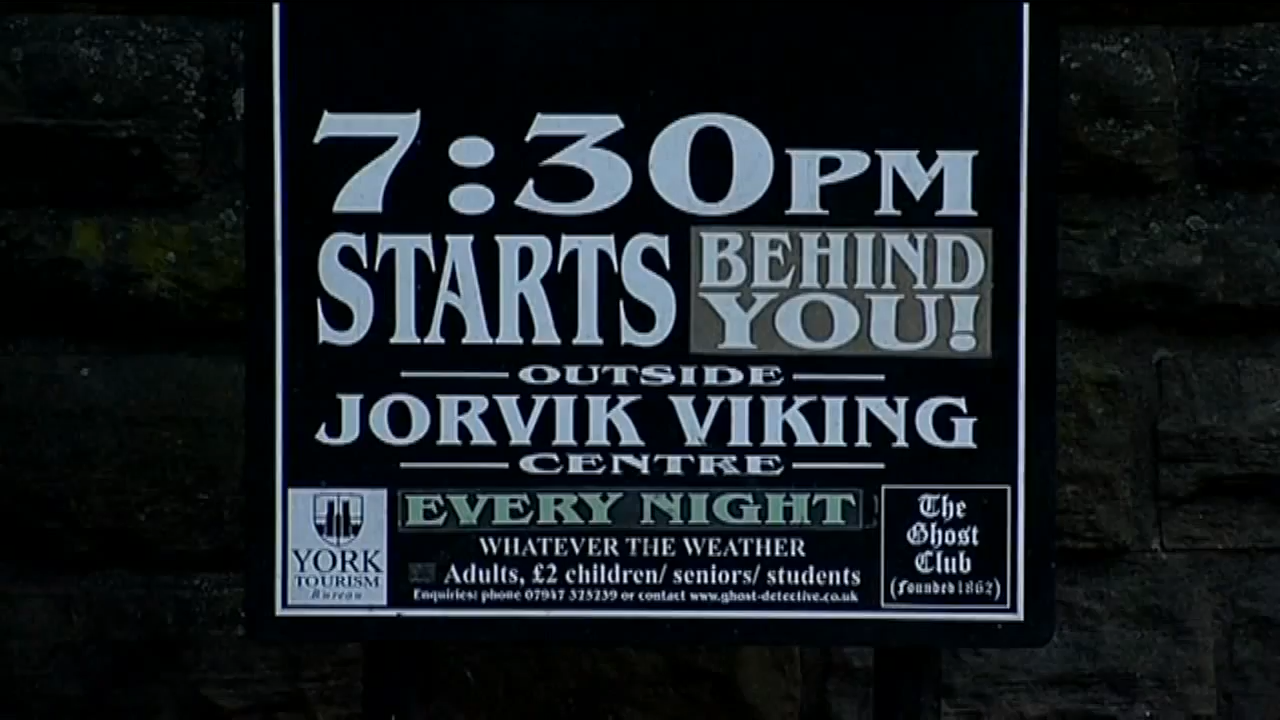 7:30PM
STARTS BEHIND YOU!
OUTSIDE
JORVIK VIKING
CENTRE
EVERY NIGHT
WHATEVER THE WEATHER
Adults, £2 children/ seniors/ students
Enquiries: phone 07947 325239 or contact www.ghost-detective.co.uk
YORK
TOURISM
Bureau
The
Ghost
Club
(Founded 1862)